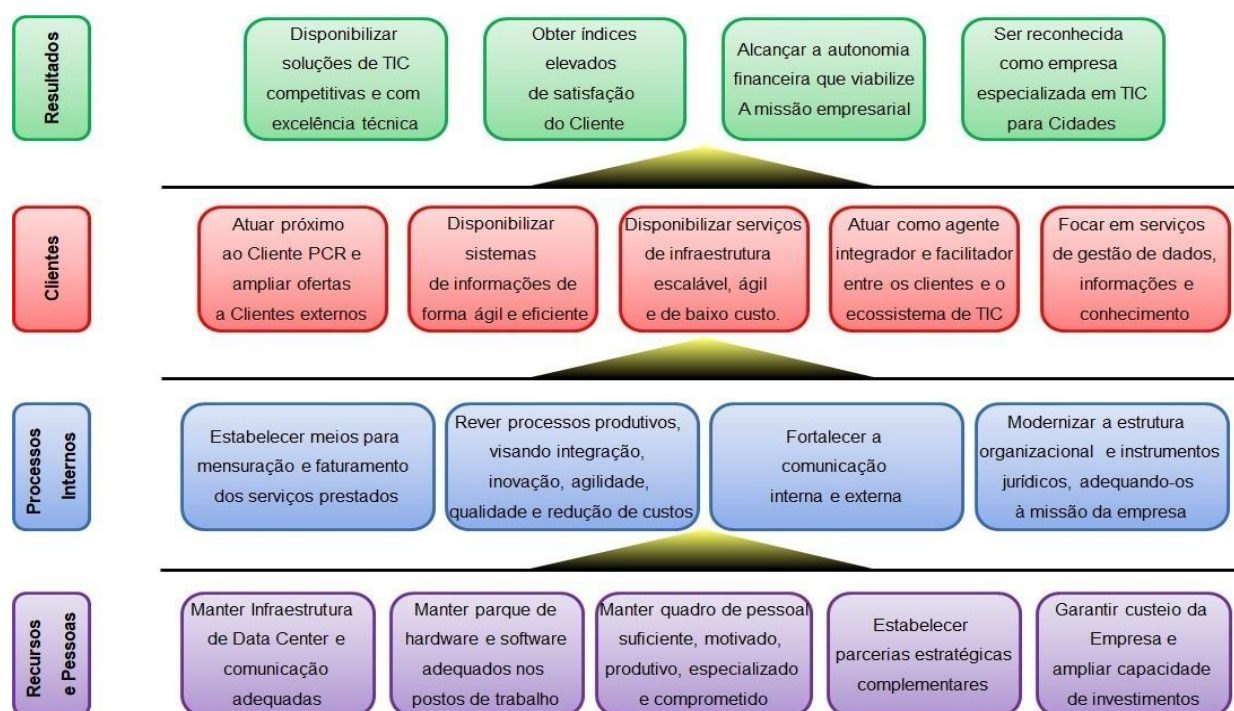 Resultados
Disponibilizar
soluções de TIC
competitivas e com
excelência técnica
Obter índices
elevados
de satisfação
do Cliente
Alcançar a autonomia
financeira que viabilize
A missão empresarial
Ser reconhecida
como empresa
especializada em TIC
para Cidades
Clientes
Atuar próximo
ao Cliente PCR e
ampliar ofertas
a Clientes externos
Disponibilizar
sistemas
de informações de
forma ágil e eficiente
Disponibilizar serviços
de infraestrutura
escalável, ágil
e de baixo custo.
Atuar como agente
integrador e facilitador
entre os clientes e o
ecossistema de TIC
Focar em serviços
de gestão de dados,
informações e
conhecimento
Processos
Internos
Estabelecer meios para
mensuração e faturamento
dos serviços prestados
Rever processos produtivos,
visando integração,
inovação, agilidade,
qualidade e redução de custos
Fortalecer a
comunicação
interna e externa
Modernizar a estrutura
organizacional e instrumentos
jurídicos, adequando-os
à missão da empresa
Recursos
e Pessoas
Manter Infraestrutura
de Data Center e
comunicação
adequadas
Manter parque de
hardware e software
adequados nos
postos de trabalho
Manter quadro de pessoal
suficiente, motivado,
produtivo, especializado
e comprometido
Estabelecer
parcerias estratégicas
complementares
Garantir custeio da
Empresa e
ampliar capacidade
de investimentos